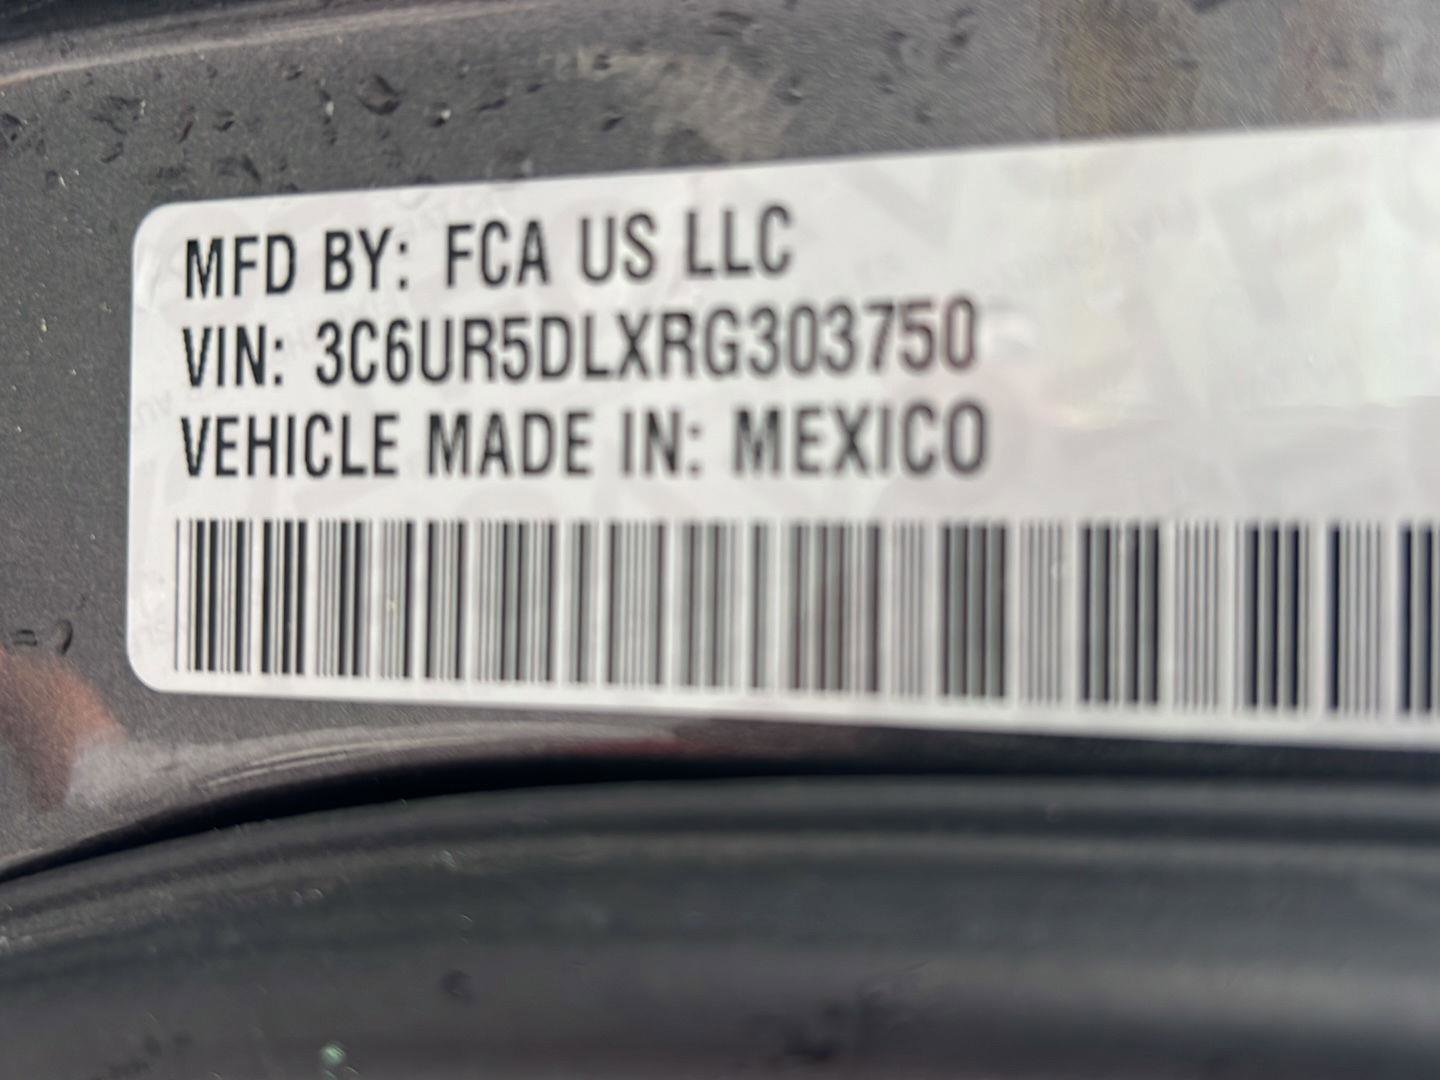 MFD BY: FCA US LLC
VIN: 3C6UR5DLXRG303750
VEHICLE MADE IN: MEXICO